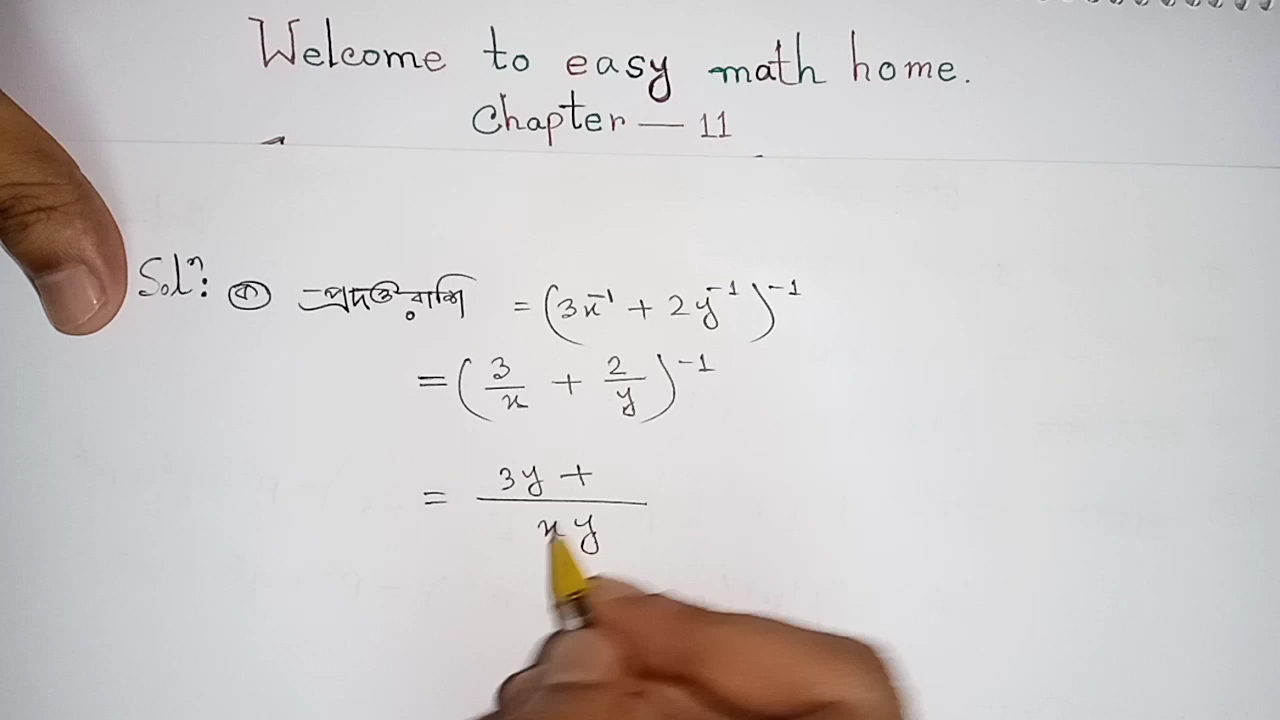 Welcome to easy math home.
Chapter — 11
Solⁿ: ক প্রদত্ত রাশি = (3x⁻¹ + 2y⁻¹)⁻¹
= (3/x + 2/y)⁻¹
= 3y + / xy